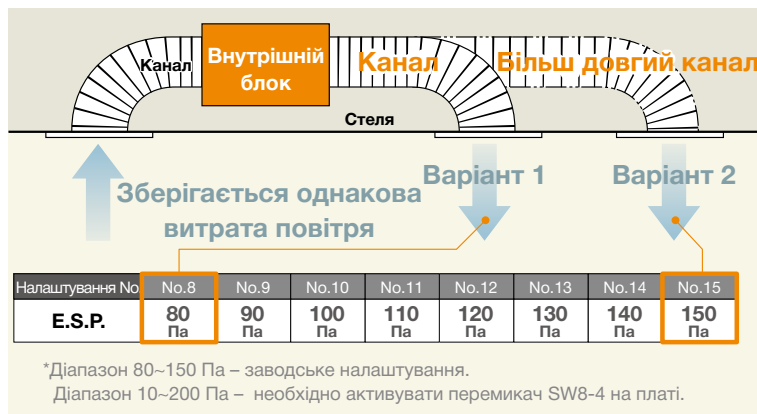 Канал
Внутрішній
блок
Канал
Більш довгий канал
Стеля
Варіант 1
Варіант 2
Зберігається однакова
витрата повітря
Налаштування No No.8 No.9 No.10 No.11 No.12 No.13 No.14 No.15
E.S.P. 80 Па 90 Па 100 Па 110 Па 120 Па 130 Па 140 Па 150 Па
*Діапазон 80~150 Па – заводське налаштування.
Діапазон 10~200 Па – необхідно активувати перемикач SW8-4 на платі.